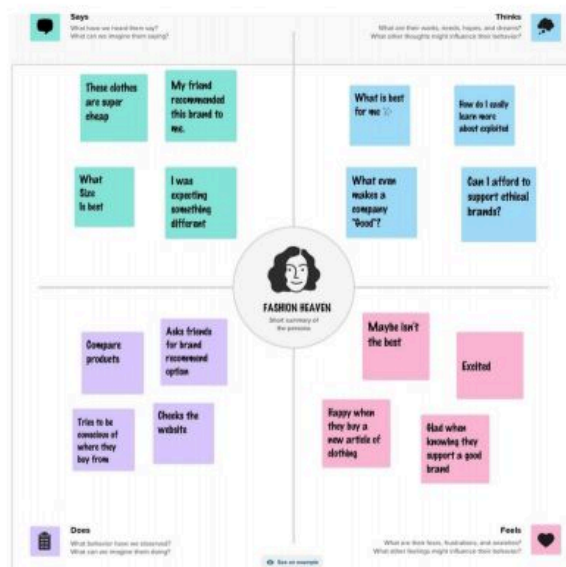 Says
What have we heard them say?
What can we imagine them saying?
Thinks
What are their wants, needs, hopes, and dreams?
What other thoughts might influence their behavior?
These clothes
are super
cheap
My friend
recommended
this brand to
me.
What
Size
Is best
I was
expecting
something
different
What is best
for me
How do I easily
learn more
about exploited
What even
makes a
company
"Good"?
Can I afford to
support ethical
brands?
FASHION HEAVEN
Short summary of
the persona
Compare
products
Asks friends
for brand
recommend
option
Tries to be
conscious of
where they
buy from
Checks the
website
Maybe isn't
the best
Excited
Happy when
they buy a
new article of
clothing
Glad when
knowing they
support a good
brand
Does
What behavior have we observed?
What can we imagine them doing?
Feels
What are their fears, frustrations, and anxieties?
What other feelings might influence their behavior?
See an example